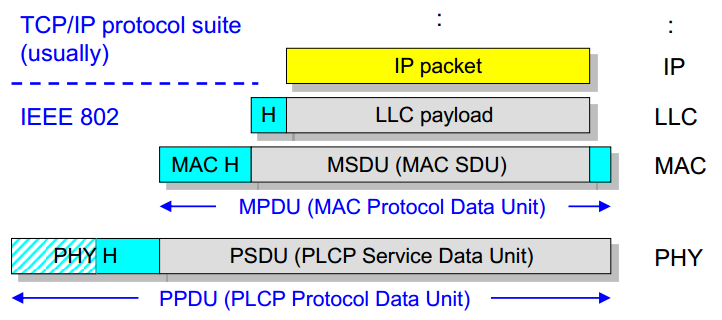 TCP/IP protocol suite
(usually)
:
:
IP packet
IP
IEEE 802
H
LLC payload
LLC
MAC H
MSDU (MAC SDU)
MAC
MPDU (MAC Protocol Data Unit)
PHY H
PSDU (PLCP Service Data Unit)
PHY
PPDU (PLCP Protocol Data Unit)